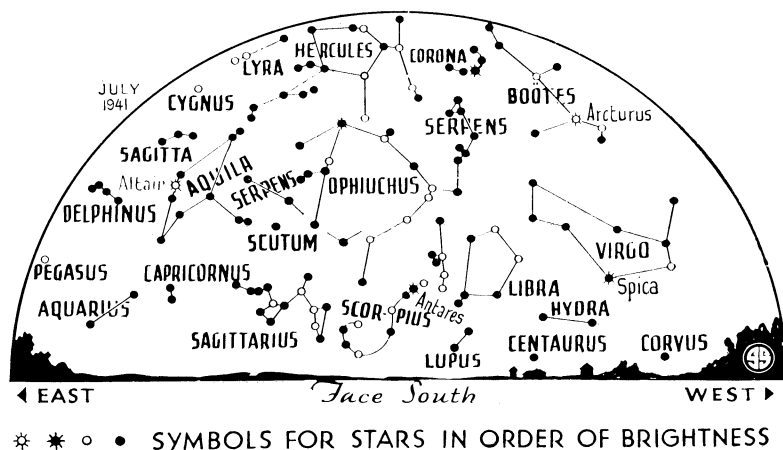 HERCULES
CORONA
LYRA
JULY
1941
CYGNUS
BOÖTES
Arcturus
SERPENS
SAGITTA
Altair
AQUILA
SERPENS
OPHIUCHUS
DELPHINUS
SCUTUM
VIRGO
PEGASUS
CAPRICORNUS
Spica
AQUARIUS
LIBRA
SCORPIUS
Antares
HYDRA
SAGITTARIUS
LUPUS
CENTAURUS
CORVUS
EAST
Face South
WEST
SYMBOLS FOR STARS IN ORDER OF BRIGHTNESS